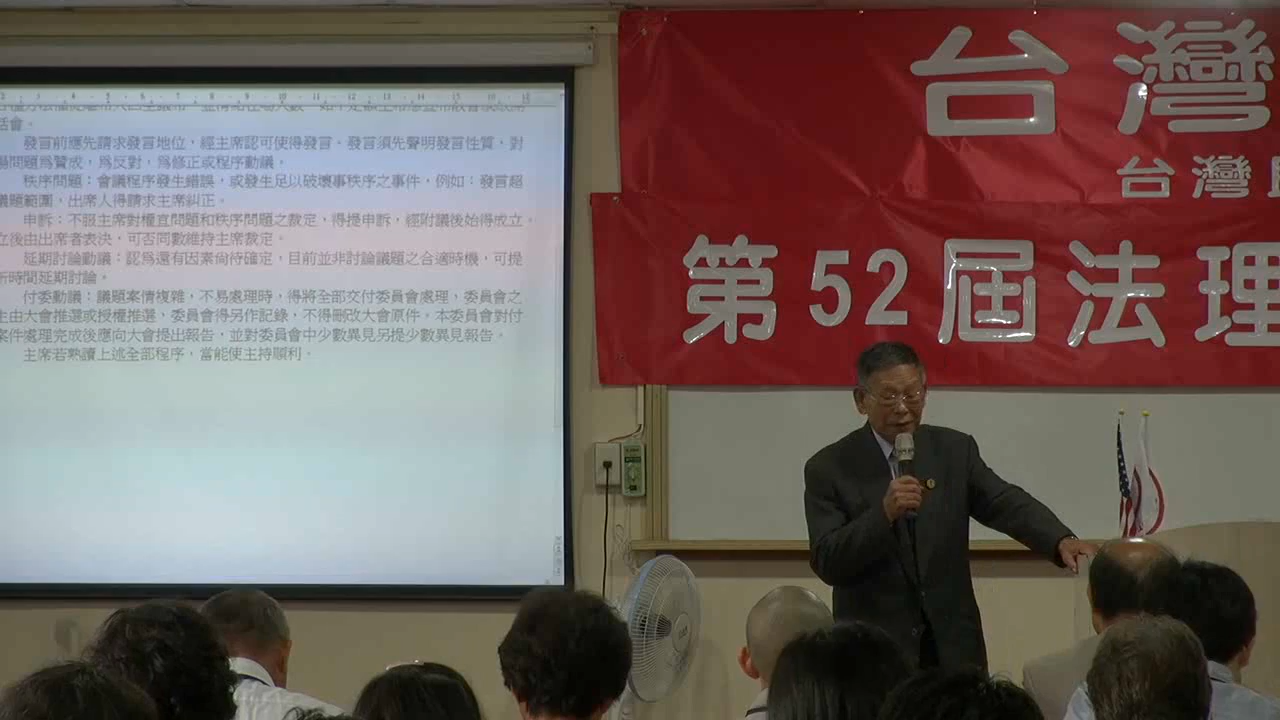 話會。
發言前應先請求發言地位，經主席認可使得發言。發言須先聲明發言性質，對
問題為贊成，為反對，為修正或程序動議。
秩序問題：會議程序發生錯誤，或發生足以破壞事秩序之事件，例如：發言超
議題範圍，出席人得請求主席糾正。
申訴：不服主席對權宜問題和秩序問題之裁定，得提申訴，經附議後始得成立。
立後由出席者表決，可否同數維持主席裁定。
延期討論動議：認為還有因素尚待確定，目前並非討論議題之合適時機，可提
時間延期討論。
付委動議：議題案情複雜，不易處理時，得將全部交付委員會處理，委員會之
由大會推選或授權推選，委員會得另作記錄，不得刪改大會原件。本委員會對付
案件處理完成後應向大會提出報告，並對委員會中少數異見另提少數異見報告。
主席若熟讀上述全部程序，當能使主持順利。
台灣
台灣
第52屆法理